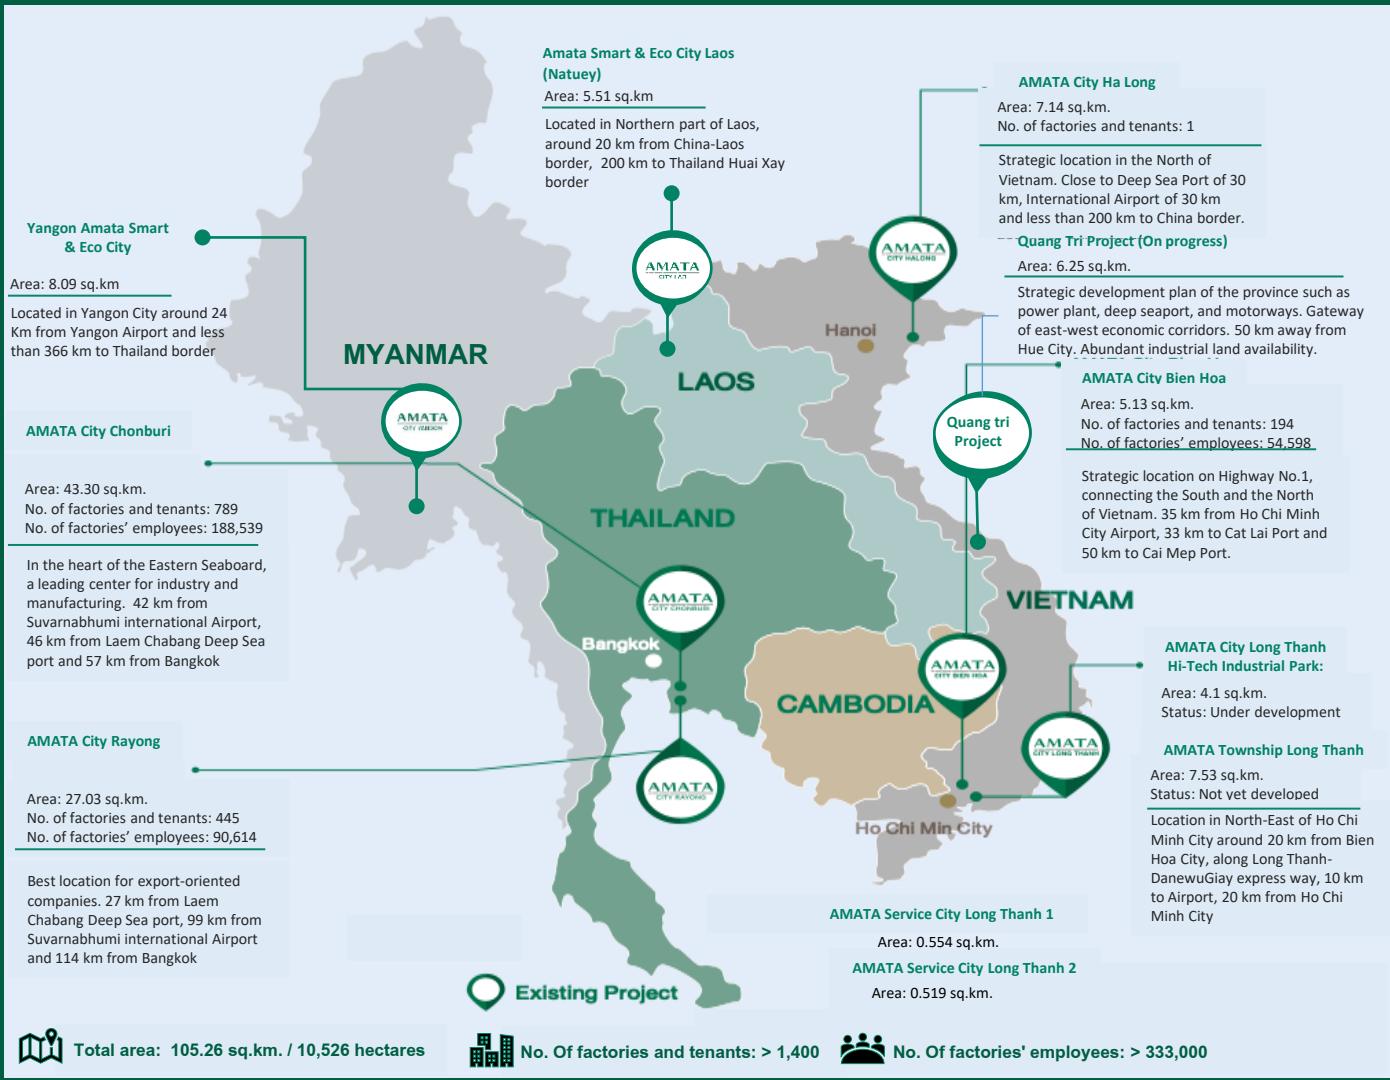 Amata Smart & Eco City Laos
(Natuey)
Area: 5.51 sq.km
Located in Northern part of Laos,
around 20 km from China-Laos
border, 200 km to Thailand Huai Xay
border
AMATA City Ha Long
Area: 7.14 sq.km.
No. of factories and tenants: 1
Strategic location in the North of
Vietnam. Close to Deep Sea Port of 30
km, International Airport of 30 km
and less than 200 km to China border.
Quang Tri Project (On progress)
Area: 6.25 sq.km.
Strategic development plan of the province such as
power plant, deep seaport, and motorways. Gateway
of east-west economic corridors. 50 km away from
Hue City. Abundant industrial land availability.
Yangon Amata Smart
& Eco City
Area: 8.09 sq.km
Located in Yangon City around 24
Km from Yangon Airport and less
than 366 km to Thailand border
AMATA City Bien Hoa
Area: 5.13 sq.km.
No. of factories and tenants: 194
No. of factories' employees: 54,598
Strategic location on Highway No.1,
connecting the South and the North
of Vietnam. 35 km from Ho Chi Minh
City Airport, 33 km to Cat Lai Port and
50 km to Cai Mep Port.
AMATA City Chonburi
Area: 43.30 sq.km.
No. of factories and tenants: 789
No. of factories' employees: 188,539
In the heart of the Eastern Seaboard,
a leading center for industry and
manufacturing. 42 km from
Suvarnabhumi international Airport,
46 km from Laem Chabang Deep Sea
port and 57 km from Bangkok
AMATA City Rayong
Area: 27.03 sq.km.
No. of factories and tenants: 445
No. of factories' employees: 90,614
Best location for export-oriented
companies. 27 km from Laem
Chabang Deep Sea port, 99 km from
Suvarnabhumi international Airport
and 114 km from Bangkok
AMATA City Long Thanh
Hi-Tech Industrial Park:
Area: 4.1 sq.km.
Status: Under development
AMATA Township Long Thanh
Area: 7.53 sq.km.
Status: Not yet developed
Location in North-East of Ho Chi
Minh City around 20 km from Bien
Hoa City, along Long Thanh-
DanewuGiay express way, 10 km
to Airport, 20 km from Ho Chi
Minh City
AMATA Service City Long Thanh 1
Area: 0.554 sq.km.
AMATA Service City Long Thanh 2
Area: 0.519 sq.km.
MYANMAR
LAOS
THAILAND
CAMBODIA
VIETNAM
Hanoi
Bangkok
Ho Chi Min City
AMATA
AMATA
CITY HALONG
AMATA
Quang tri
Project
AMATA
CITY CHONBURI
AMATA
CITY BIEN HOA
AMATA
CITY LONG THANH
AMATA
CITY RAYONG
Existing Project
Total area: 105.26 sq.km. / 10,526 hectares
No. Of factories and tenants: > 1,400
No. Of factories' employees: > 333,000